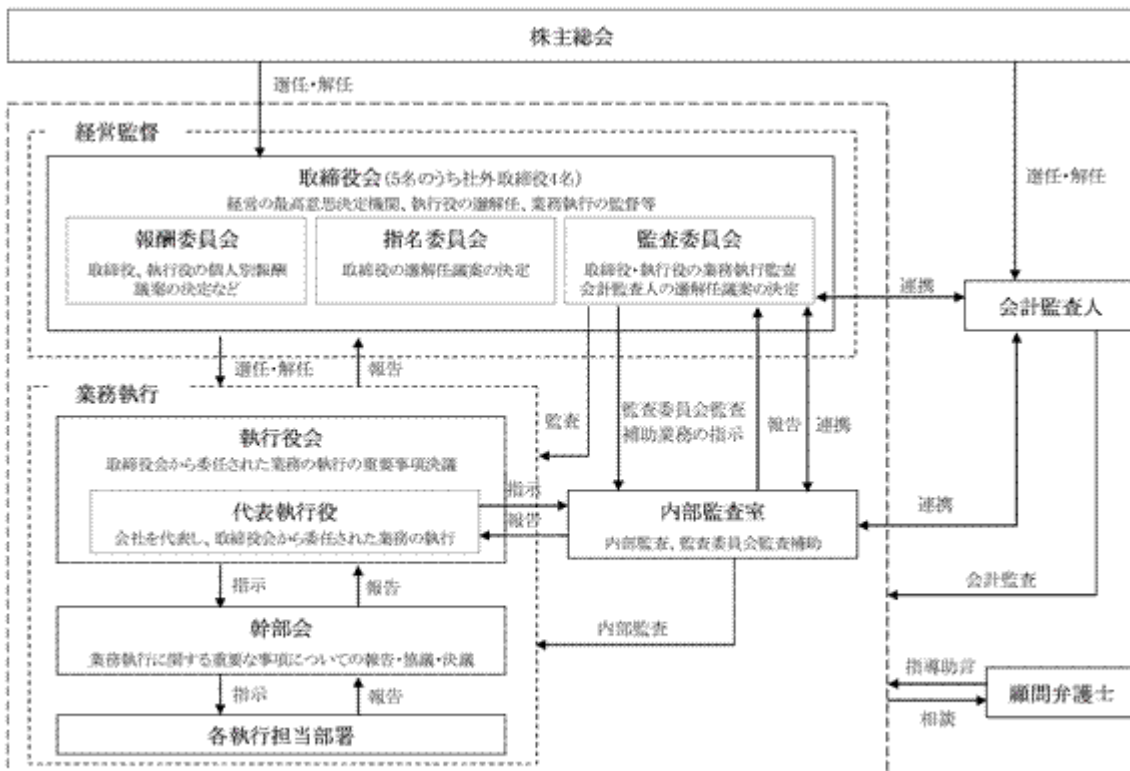 株主総会
選任・解任
経営監督
取締役会(5名のうち社外取締役4名)
経営の最高意思決定機関、執行役の選解任、業務執行の監督等
報酬委員会
取締役、執行役の個人別報酬
議案の決定など
指名委員会
取締役の選解任議案の決定
監査委員会
取締役・執行役の業務執行監査
会計監査人の選解任議案の決定
選任・解任
連携
会計監査人
選任・解任
報告
業務執行
監査
監査委員会監査
補助業務の指示
報告
連携
執行役会
取締役会から委任された業務の執行の重要事項決議
代表執行役
会社を代表し、取締役会から委任された業務の執行
指示
報告
内部監査室
内部監査、監査委員会監査補助
連携
指示
報告
会計監査
幹部会
業務執行に関する重要な事項についての報告・協議・決議
内部監査
指示
報告
指導助言
相談
顧問弁護士
各執行担当部署